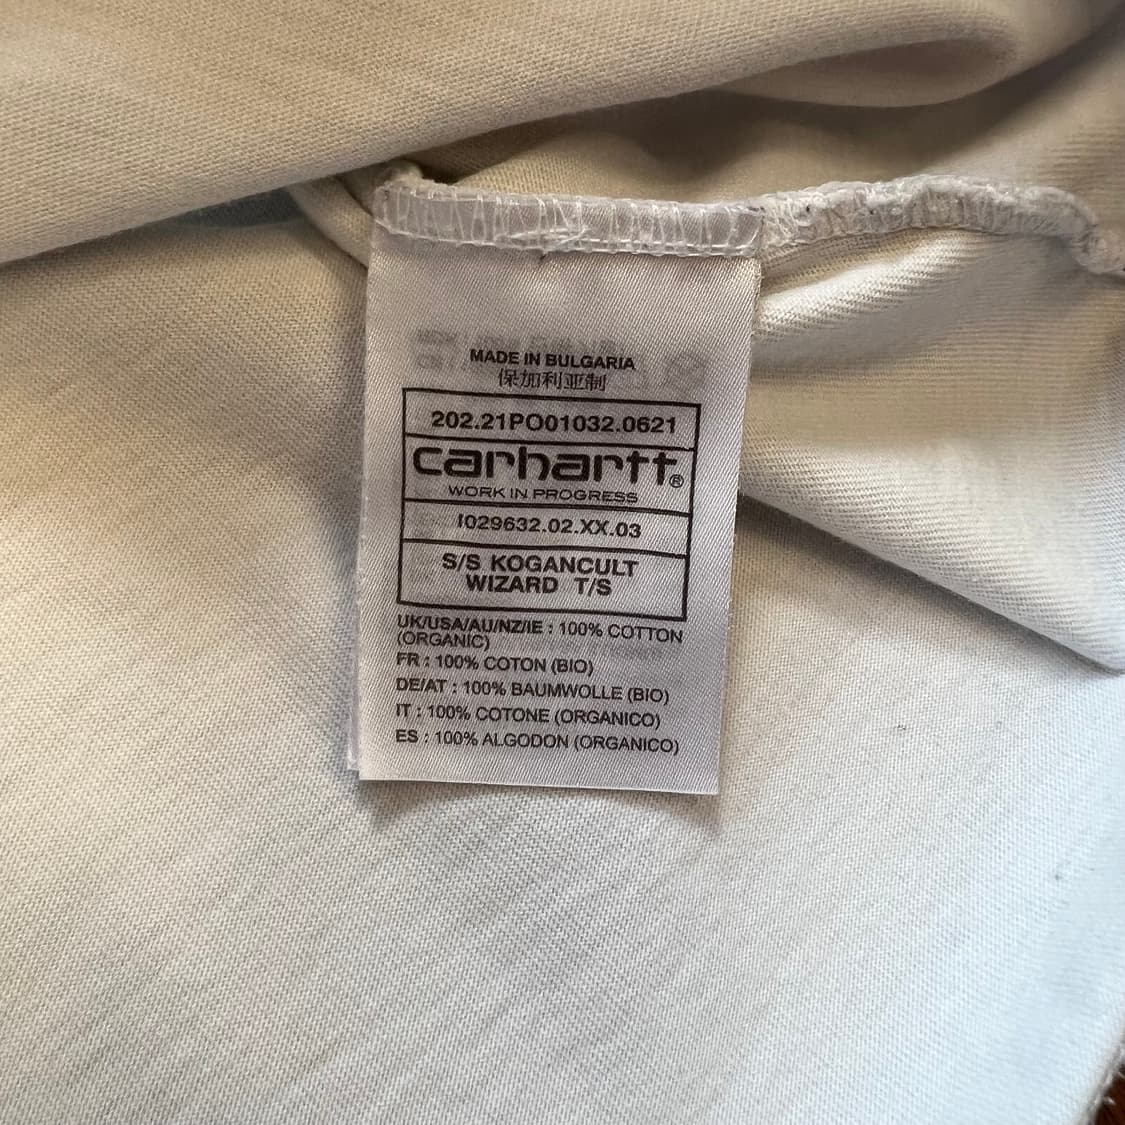 MADE IN BULGARIA
保加利亚制
202.21PO01032.0621
carhartt®
WORK IN PROGRESS
I029632.02.XX.03
S/S KOGANCULT
WIZARD T/S
UK/USA/AU/NZ/IE : 100% COTTON
(ORGANIC)
FR : 100% COTON (BIO)
DE/AT : 100% BAUMWOLLE (BIO)
IT : 100% COTONE (ORGANICO)
ES : 100% ALGODON (ORGANICO)